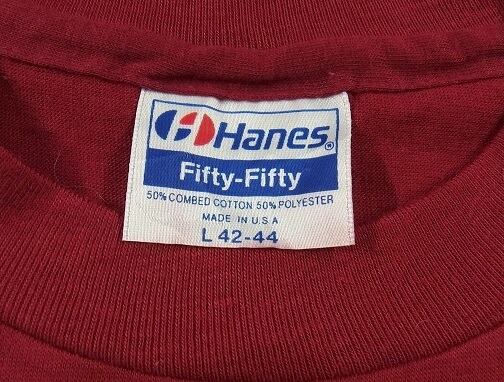 Hanes®
Fifty-Fifty
50% COMBED COTTON 50% POLYESTER
MADE IN U.S.A
L 42-44